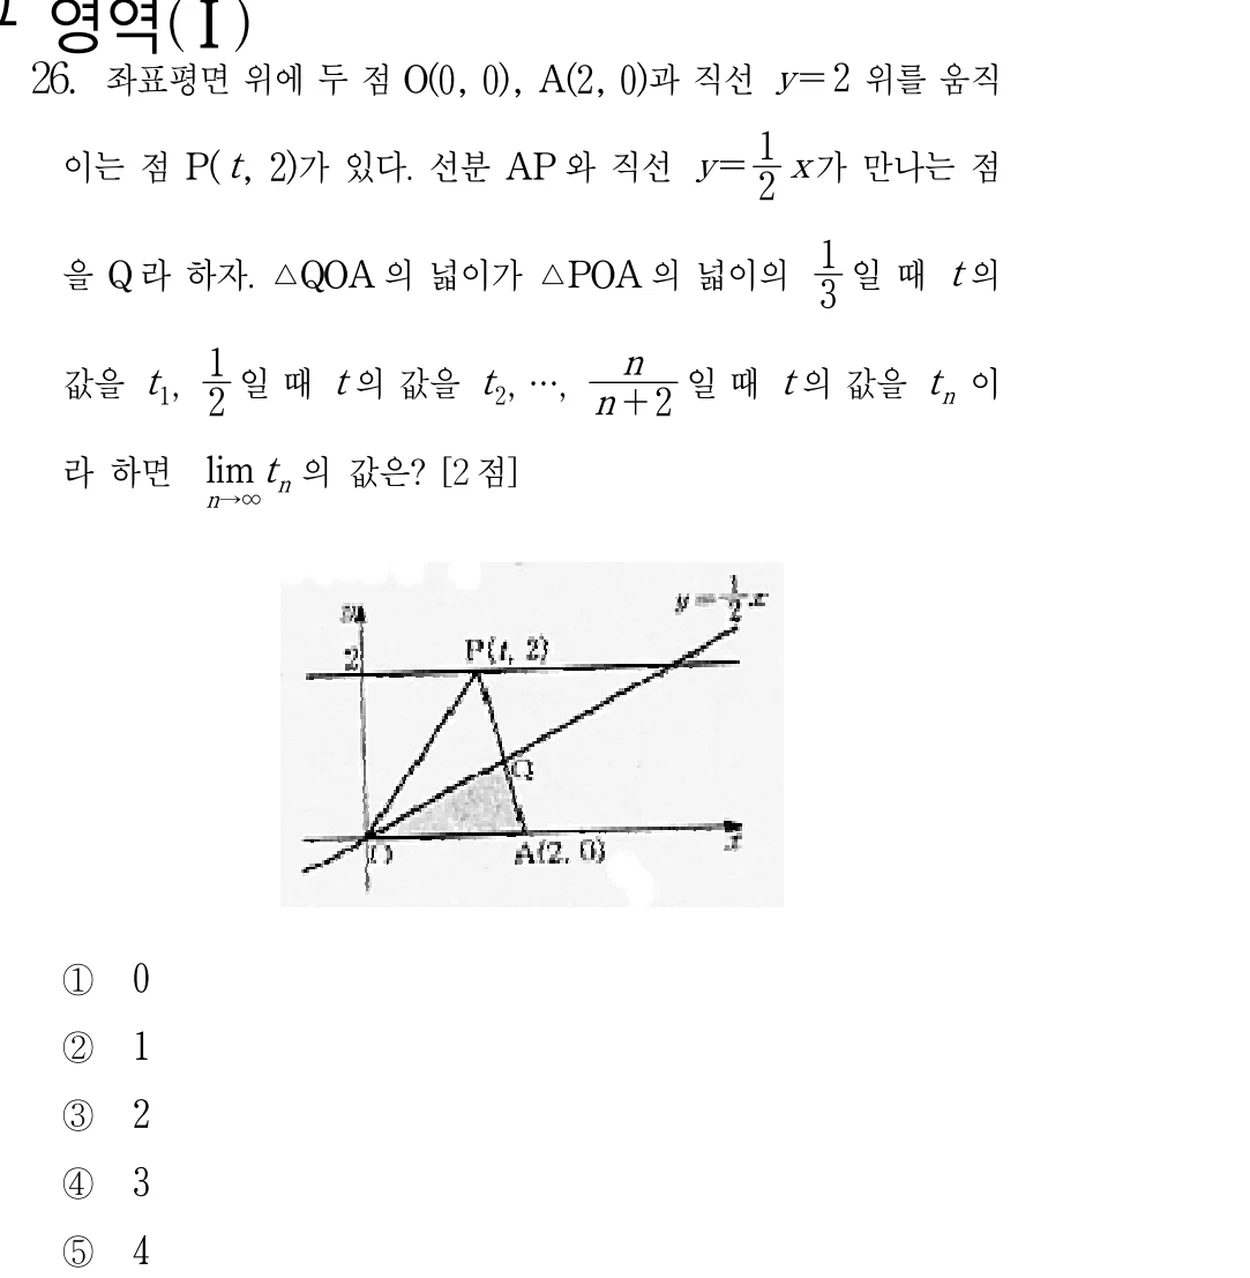 영역(Ⅰ)
26. 좌표평면 위에 두 점 O(0, 0), A(2, 0)과 직선 y=2 위를 움직
이는 점 P(t, 2)가 있다. 선분 AP와 직선 y=1/2 x가 만나는 점
을 Q라 하자. △QOA의 넓이가 △POA의 넓이의 1/3일 때 t의
값을 t₁, 1/2일 때 t의 값을 t₂, ⋯, n/(n+2)일 때 t의 값을 tₙ이
라 하면 lim tₙ의 값은? [2점]
n→∞
y=1/2 x
y
2
P(t, 2)
Q
O
A(2, 0)
x
① 0
② 1
③ 2
④ 3
⑤ 4